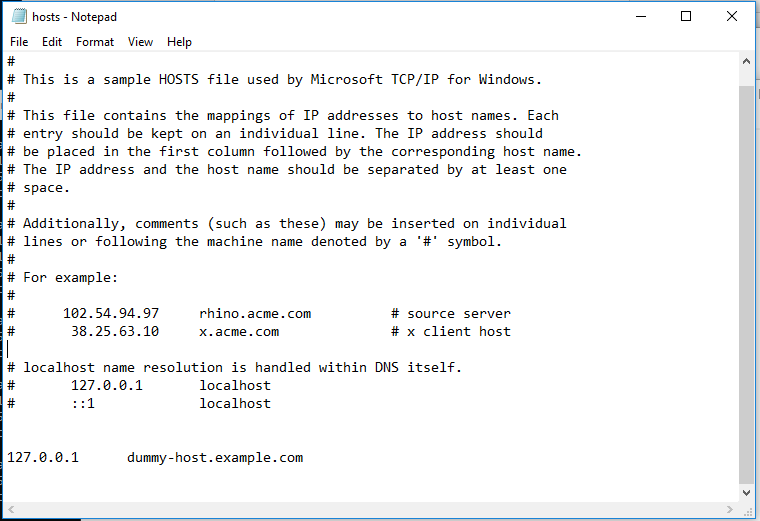 hosts - Notepad
File Edit Format View Help
#
# This is a sample HOSTS file used by Microsoft TCP/IP for Windows.
#
# This file contains the mappings of IP addresses to host names. Each
# entry should be kept on an individual line. The IP address should
# be placed in the first column followed by the corresponding host name.
# The IP address and the host name should be separated by at least one
# space.
#
# Additionally, comments (such as these) may be inserted on individual
# lines or following the machine name denoted by a '#' symbol.
#
# For example:
#
#      102.54.94.97     rhino.acme.com          # source server
#       38.25.63.10     x.acme.com              # x client host
# localhost name resolution is handled within DNS itself.
#       127.0.0.1       localhost
#       ::1             localhost
127.0.0.1      dummy-host.example.com